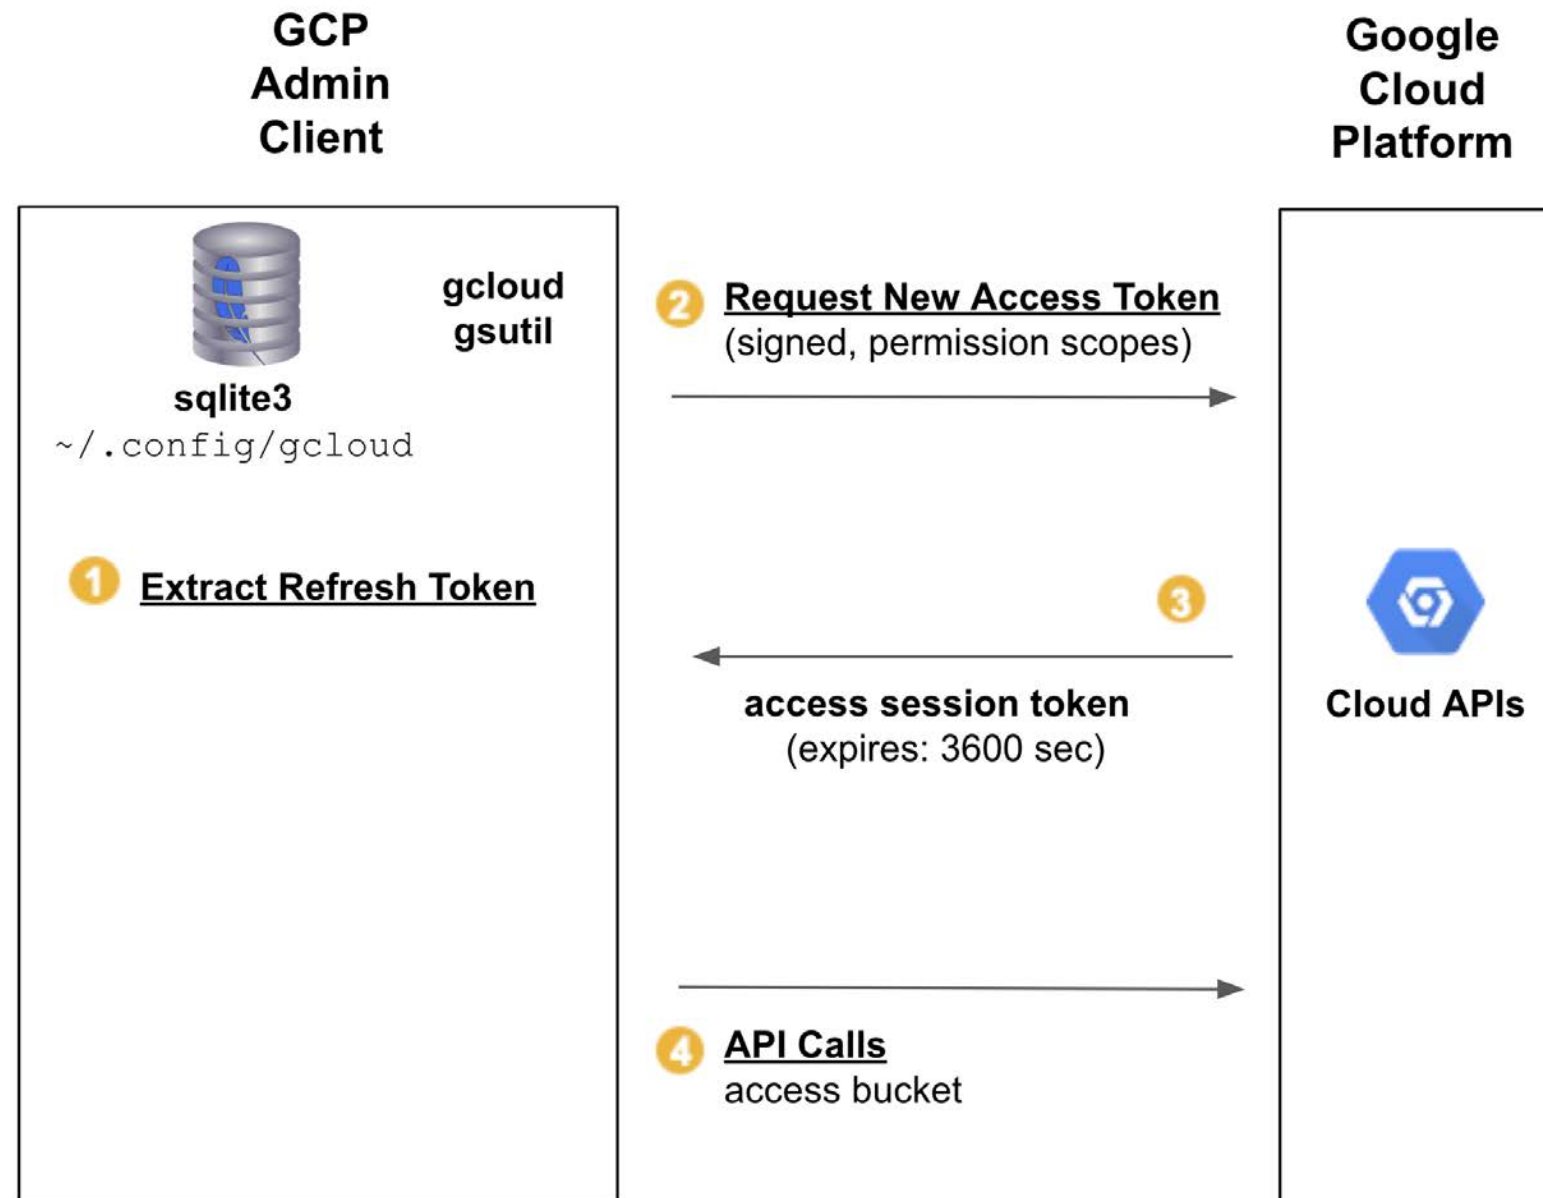 GCP
Admin
Client
Google
Cloud
Platform
gcloud
gsutil
sqlite3
~/.config/gcloud
1 Extract Refresh Token
2 Request New Access Token
(signed, permission scopes)
3
access session token
(expires: 3600 sec)
Cloud APIs
4 API Calls
access bucket